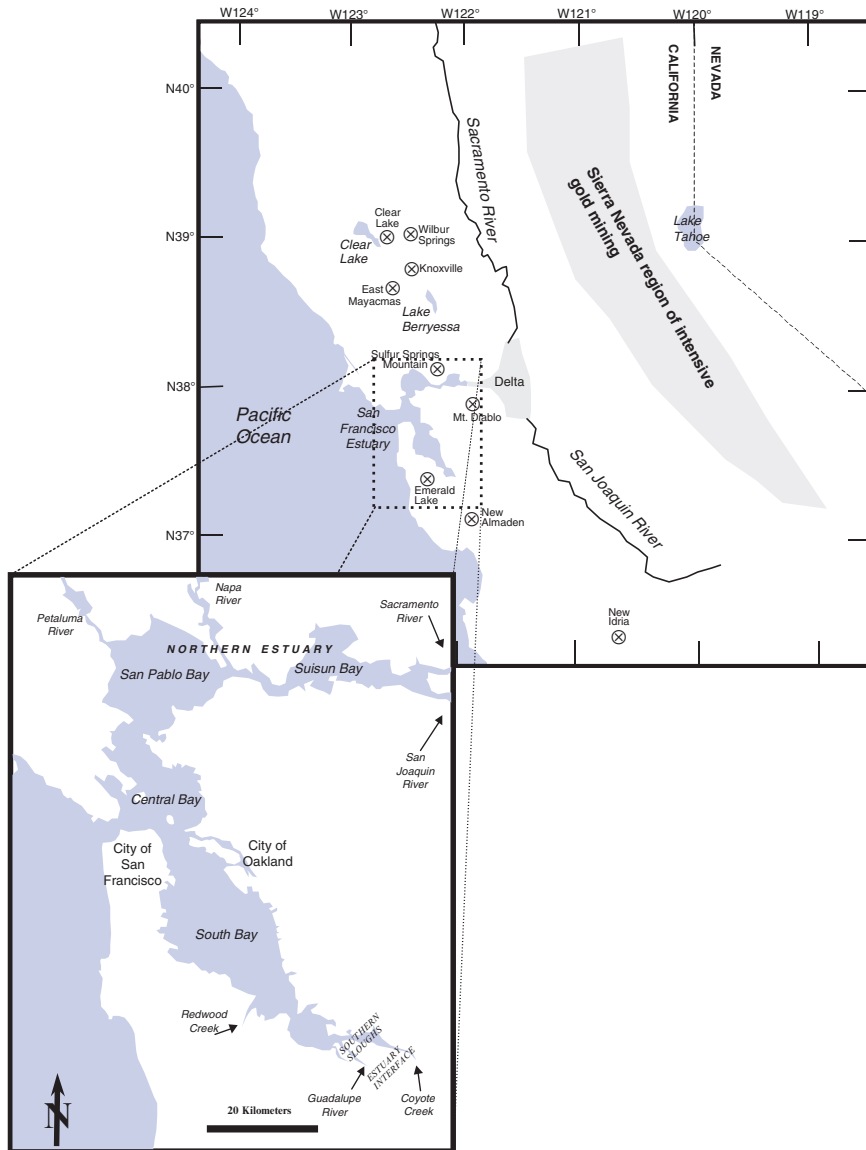 W124°
W123°
W122°
W121°
W120°
W119°
N40°
N39°
N38°
N37°
CALIFORNIA
NEVADA
Sacramento River
Sierra Nevada region of intensive
gold mining
Lake
Tahoe
Clear
Lake
Wilbur
Springs
Clear
Lake
Knoxville
East
Mayacmas
Lake
Berryessa
Sulfur Springs
Mountain
Delta
Pacific
Ocean
San
Francisco
Estuary
Mt. Diablo
Emerald
Lake
New
Almaden
San Joaquin River
New
Idria
Petaluma
River
Napa
River
Sacramento
River
NORTHERN ESTUARY
San Pablo Bay
Suisun Bay
San
Joaquin
River
Central Bay
City of
San
Francisco
City of
Oakland
South Bay
Redwood
Creek
SOUTHERN
SLOUGHS
ESTUARY
INTERFACE
Guadalupe
River
Coyote
Creek
20 Kilometers
N